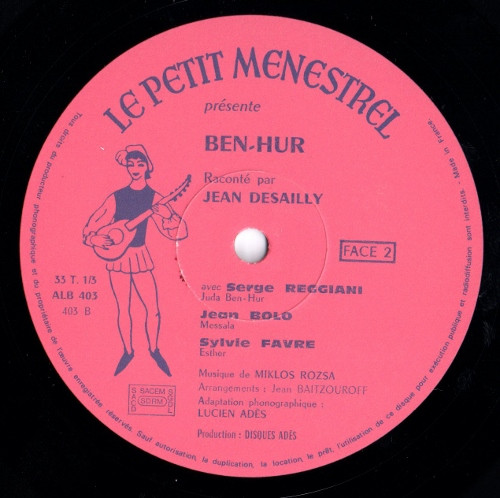 LE PETIT MENESTREL
présente
BEN-HUR
Raconté par
JEAN DESAILLY
FACE 2
33 T. 1/3
ALB 403
403 B
avec Serge REGGIANI
Juda Ben-Hur
Jean BOLO
Messala
Sylvie FAVRE
Esther
Musique de MIKLOS ROZSA
Arrangements : Jean BAITZOUROFF
Adaptation phonographique :
LUCIEN ADÈS
Production : DISQUES ADÈS
SACEM
SDRM
SACD
SGDL
Tous droits du producteur phonographique et du propriétaire de l'œuvre enregistrée réservés. Sauf autorisation, la duplication, la location, le prêt, l'utilisation de ce disque pour exécution publique et radiodiffusion sont interdits - Made in France.